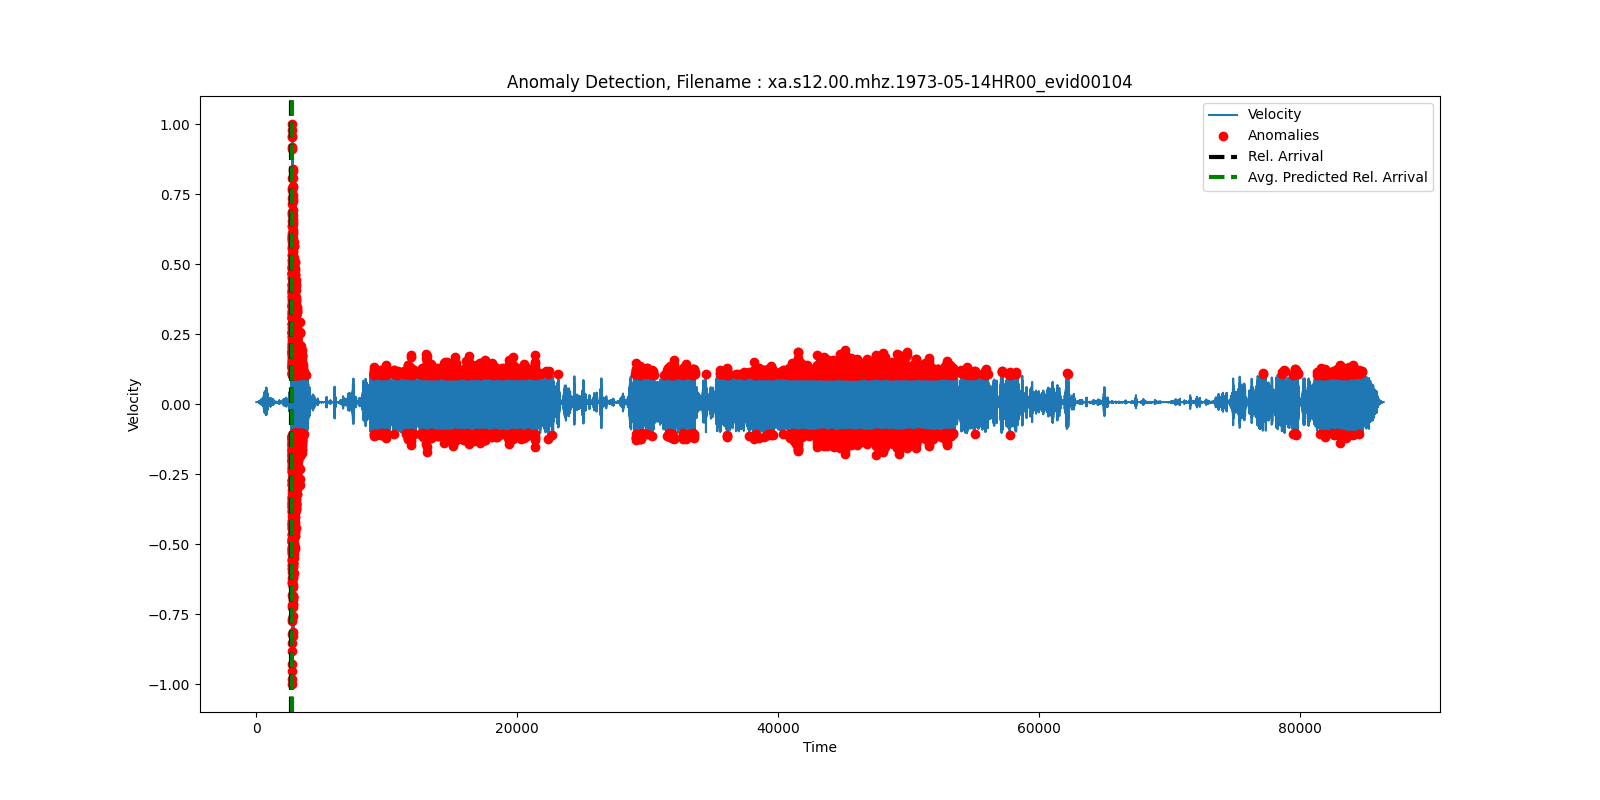 Anomaly Detection, Filename : xa.s12.00.mhz.1973-05-14HR00_evid00104
Velocity
Anomalies
Rel. Arrival
Avg. Predicted Rel. Arrival
1.00
0.75
0.50
0.25
0.00
−0.25
−0.50
−0.75
−1.00
Velocity
0
20000
40000
60000
80000
Time